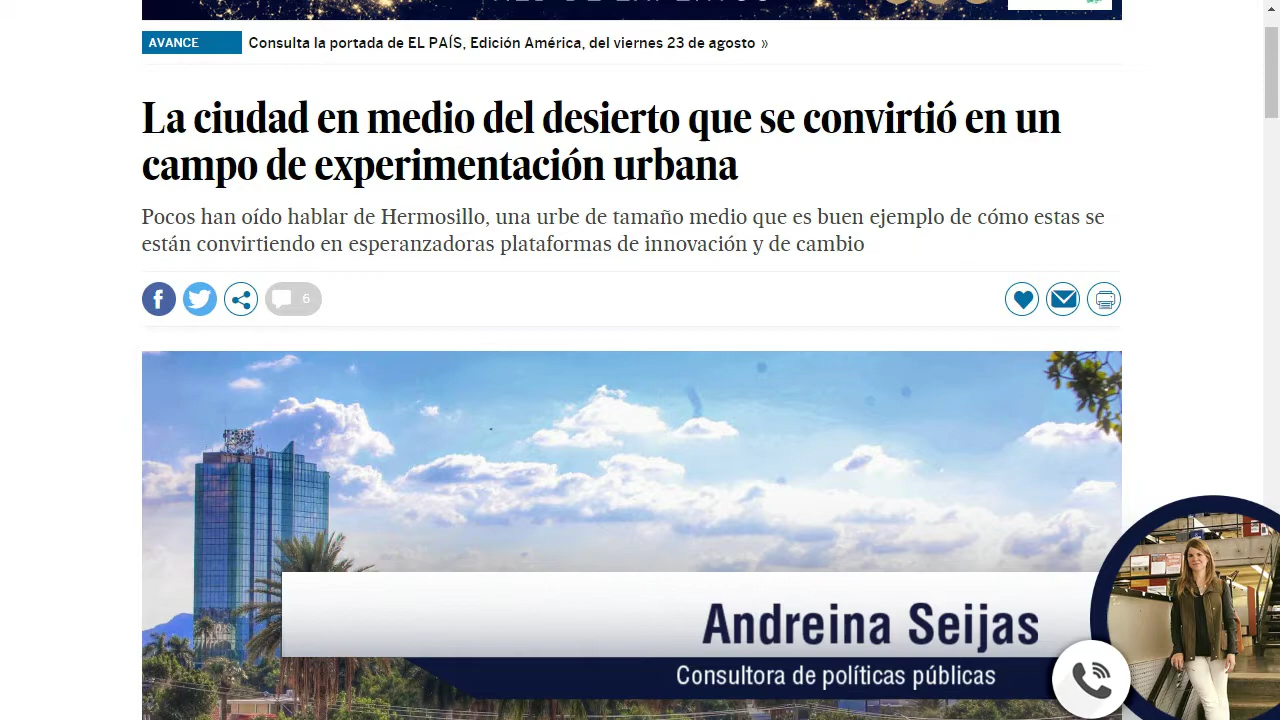 AVANCE Consulta la portada de EL PAÍS, Edición América, del viernes 23 de agosto »
La ciudad en medio del desierto que se convirtió en un
campo de experimentación urbana
Pocos han oído hablar de Hermosillo, una urbe de tamaño medio que es buen ejemplo de cómo estas se
están convirtiendo en esperanzadoras plataformas de innovación y de cambio
6
Andreina Seijas
Consultora de políticas públicas